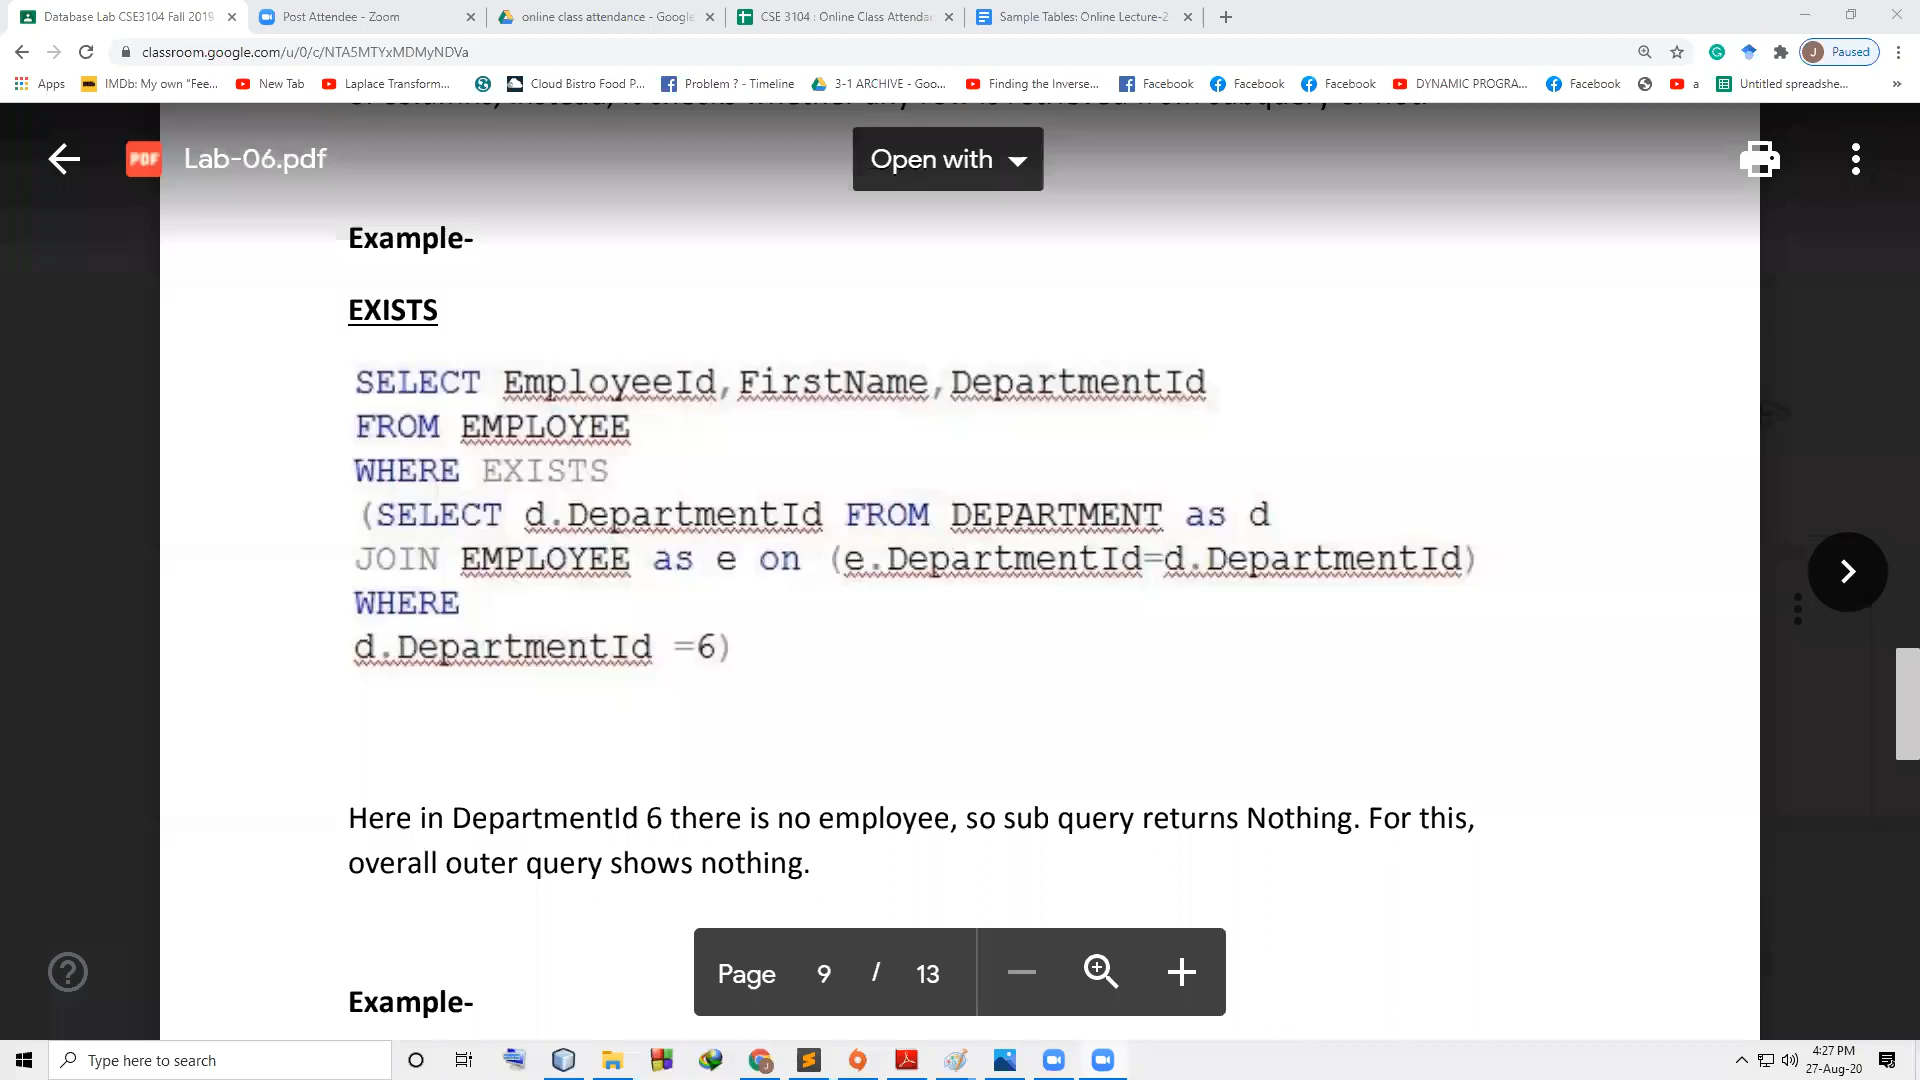 Database Lab CSE3104 Fall 2019
Post Attendee - Zoom
online class attendance - Google
CSE 3104 : Online Class Attendan
Sample Tables: Online Lecture-2
classroom.google.com/u/0/c/NTA5MTYxMDMyNDVa
J Paused
Apps
IMDb: My own "Fee...
New Tab
Laplace Transform...
Cloud Bistro Food P...
Problem ? - Timeline
3-1 ARCHIVE - Goo...
Finding the Inverse...
Facebook
Facebook
Facebook
DYNAMIC PROGRA...
Facebook
a
Untitled spreadshe...
»
PDF Lab-06.pdf
Open with
Example-
EXISTS
SELECT EmployeeId,FirstName,DepartmentId
FROM EMPLOYEE
WHERE EXISTS
(SELECT d.DepartmentId FROM DEPARTMENT as d
JOIN EMPLOYEE as e on (e.DepartmentId=d.DepartmentId)
WHERE
d.DepartmentId =6)
Here in DepartmentId 6 there is no employee, so sub query returns Nothing. For this,
overall outer query shows nothing.
Page 9 / 13
Example-
Type here to search
4:27 PM
27-Aug-20